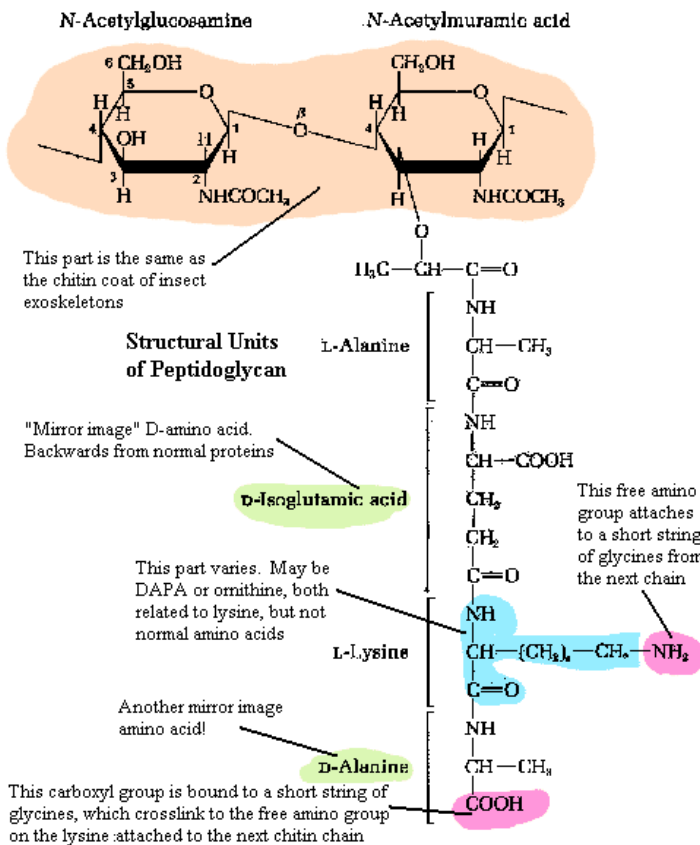 N-Acetylglucosamine
N-Acetylmuramic acid
6 CH₂OH
CH₂OH
5
O
O
H
H
H
H
β
4
OH
H
1
O
4
H
1
H
H
H
3
2
H
NHCOCH₃
H
NHCOCH₃
O
This part is the same as
the chitin coat of insect
exoskeletons
H₃C—CH—C=O
NH
Structural Units
of Peptidoglycan
L-Alanine
CH—CH₃
C=O
"Mirror image" D-amino acid.
Backwards from normal proteins
NH
CH—COOH
D-Isoglutamic acid
CH₂
CH₂
This free amino
group attaches
to a short string
of glycines from
the next chain
This part varies. May be
DAPA or ornithine, both
related to lysine, but not
normal amino acids
C=O
NH
L-Lysine
CH—(CH₂)ₛ—CH₂—NH₂
C=O
Another mirror image
amino acid!
NH
D-Alanine
CH—CH₃
This carboxyl group is bound to a short string of
glycines, which crosslink to the free amino group
on the lysine attached to the next chitin chain
COOH